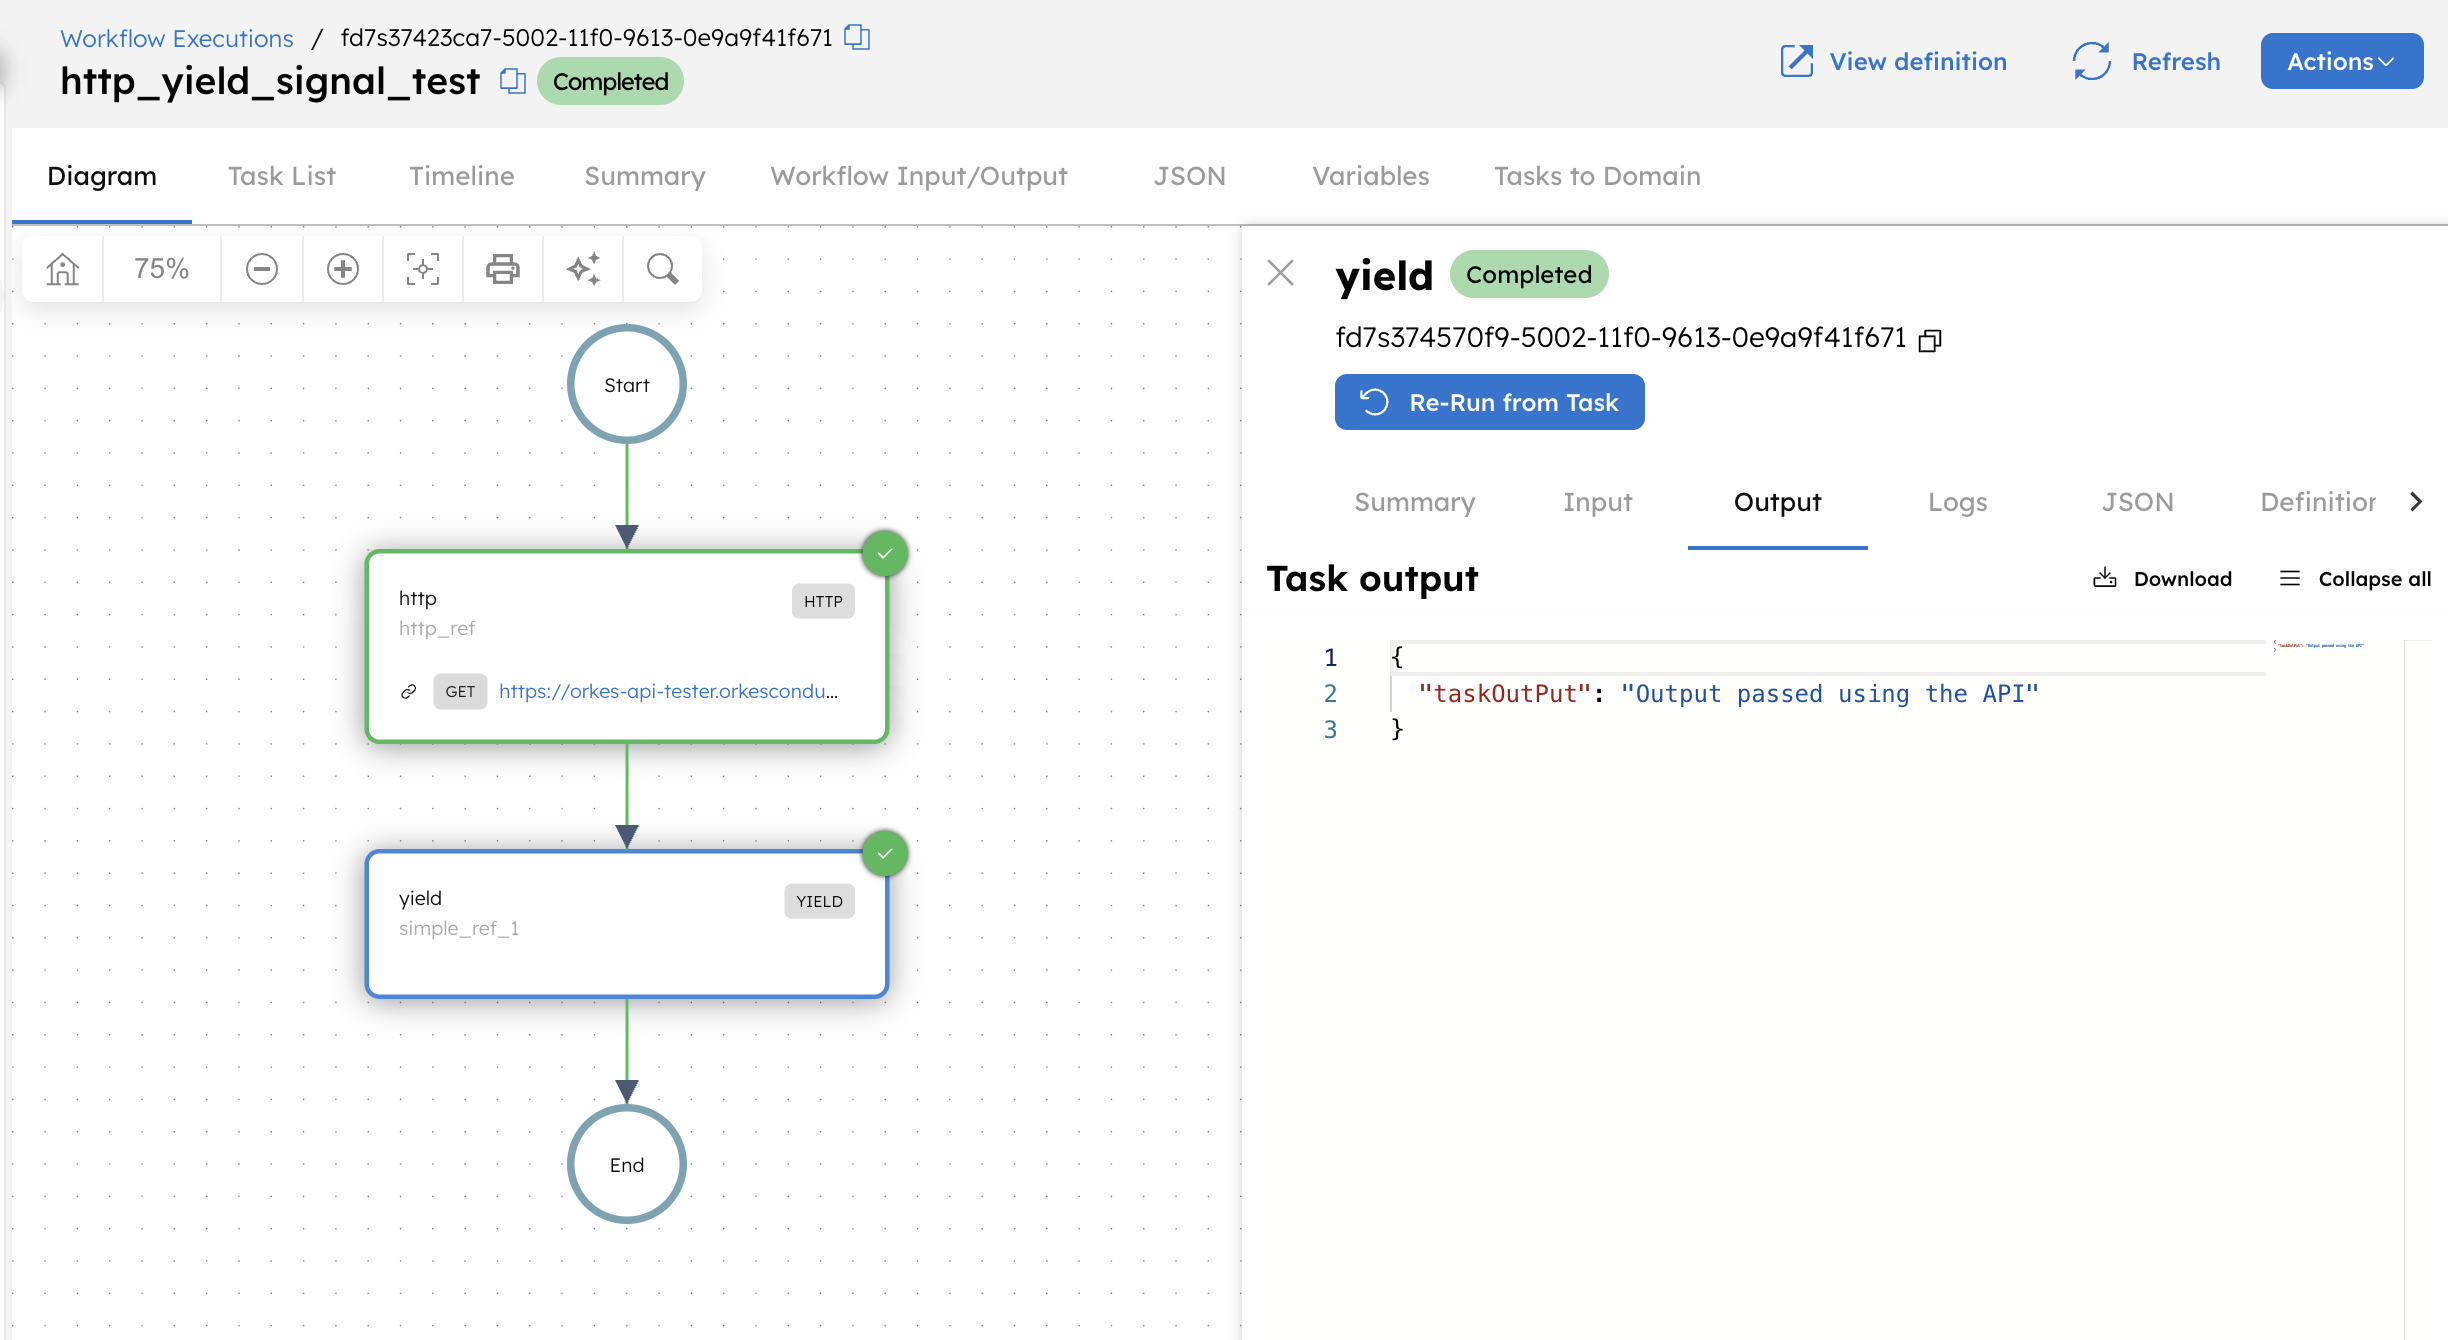 Workflow Executions / fd7s37423ca7-5002-11f0-9613-0e9a9f41f671
http_yield_signal_test Completed
View definition Refresh Actions
Diagram Task List Timeline Summary Workflow Input/Output JSON Variables Tasks to Domain
75%
Start
http HTTP
http_ref
GET https://orkes-api-tester.orkescondu...
yield YIELD
simple_ref_1
End
yield Completed
fd7s374570f9-5002-11f0-9613-0e9a9f41f671
Re-Run from Task
Summary Input Output Logs JSON Definition
Task output Download Collapse all
1 {
2 "taskOutPut": "Output passed using the API"
3 }